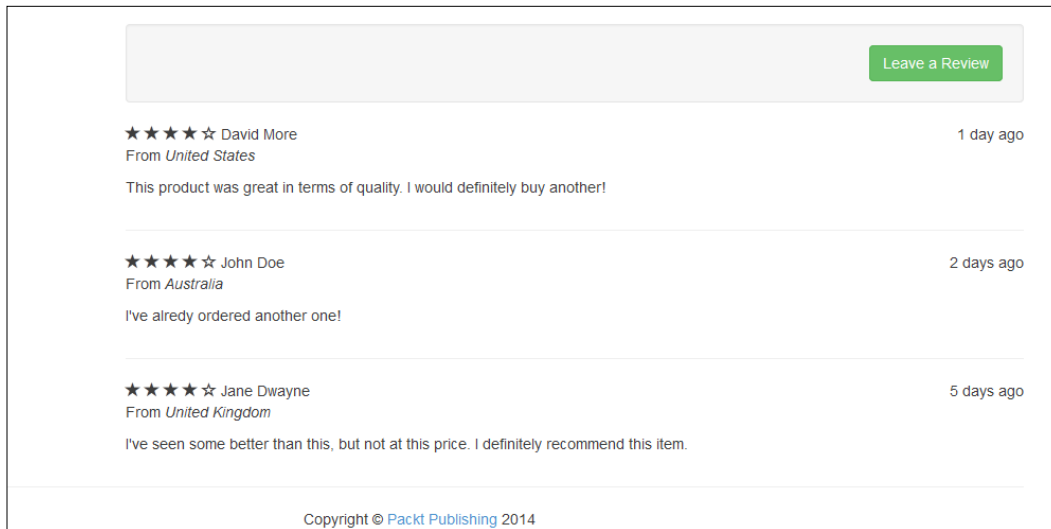 Leave a Review
★★★★☆ David More 1 day ago
From United States
This product was great in terms of quality. I would definitely buy another!
★★★★☆ John Doe 2 days ago
From Australia
I've alredy ordered another one!
★★★★☆ Jane Dwayne 5 days ago
From United Kingdom
I've seen some better than this, but not at this price. I definitely recommend this item.
Copyright © Packt Publishing 2014